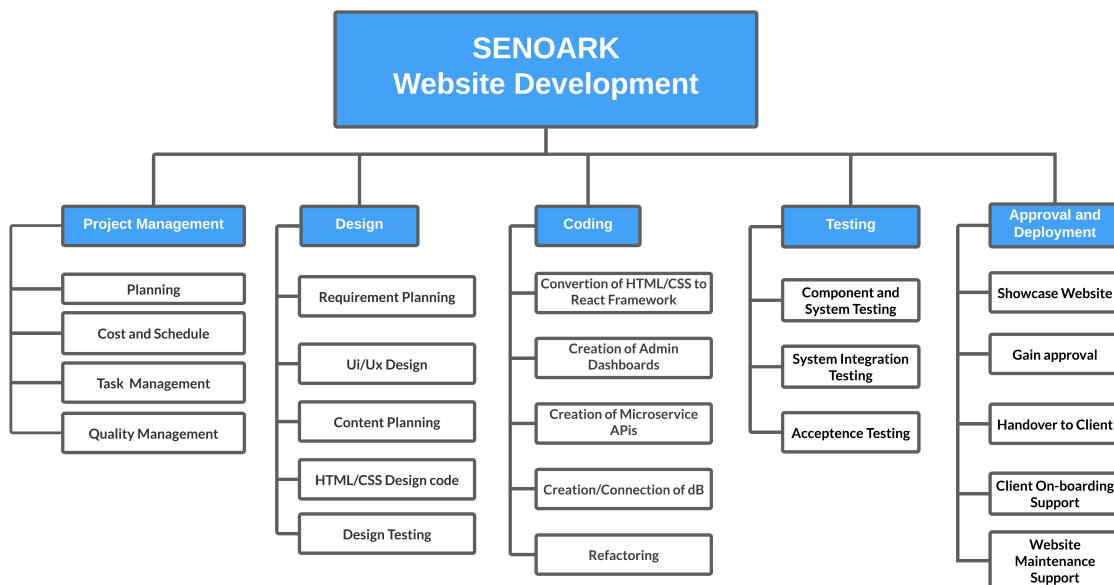 SENOARK
Website Development
Project Management
Planning
Cost and Schedule
Task Management
Quality Management
Design
Requirement Planning
Ui/Ux Design
Content Planning
HTML/CSS Design code
Design Testing
Coding
Convertion of HTML/CSS to
React Framework
Creation of Admin
Dashboards
Creation of Microservice
APis
Creation/Connection of dB
Refactoring
Testing
Component and
System Testing
System Integration
Testing
Acceptence Testing
Approval and
Deployment
Showcase Website
Gain approval
Handover to Client
Client On-boarding
Support
Website
Maintenance
Support